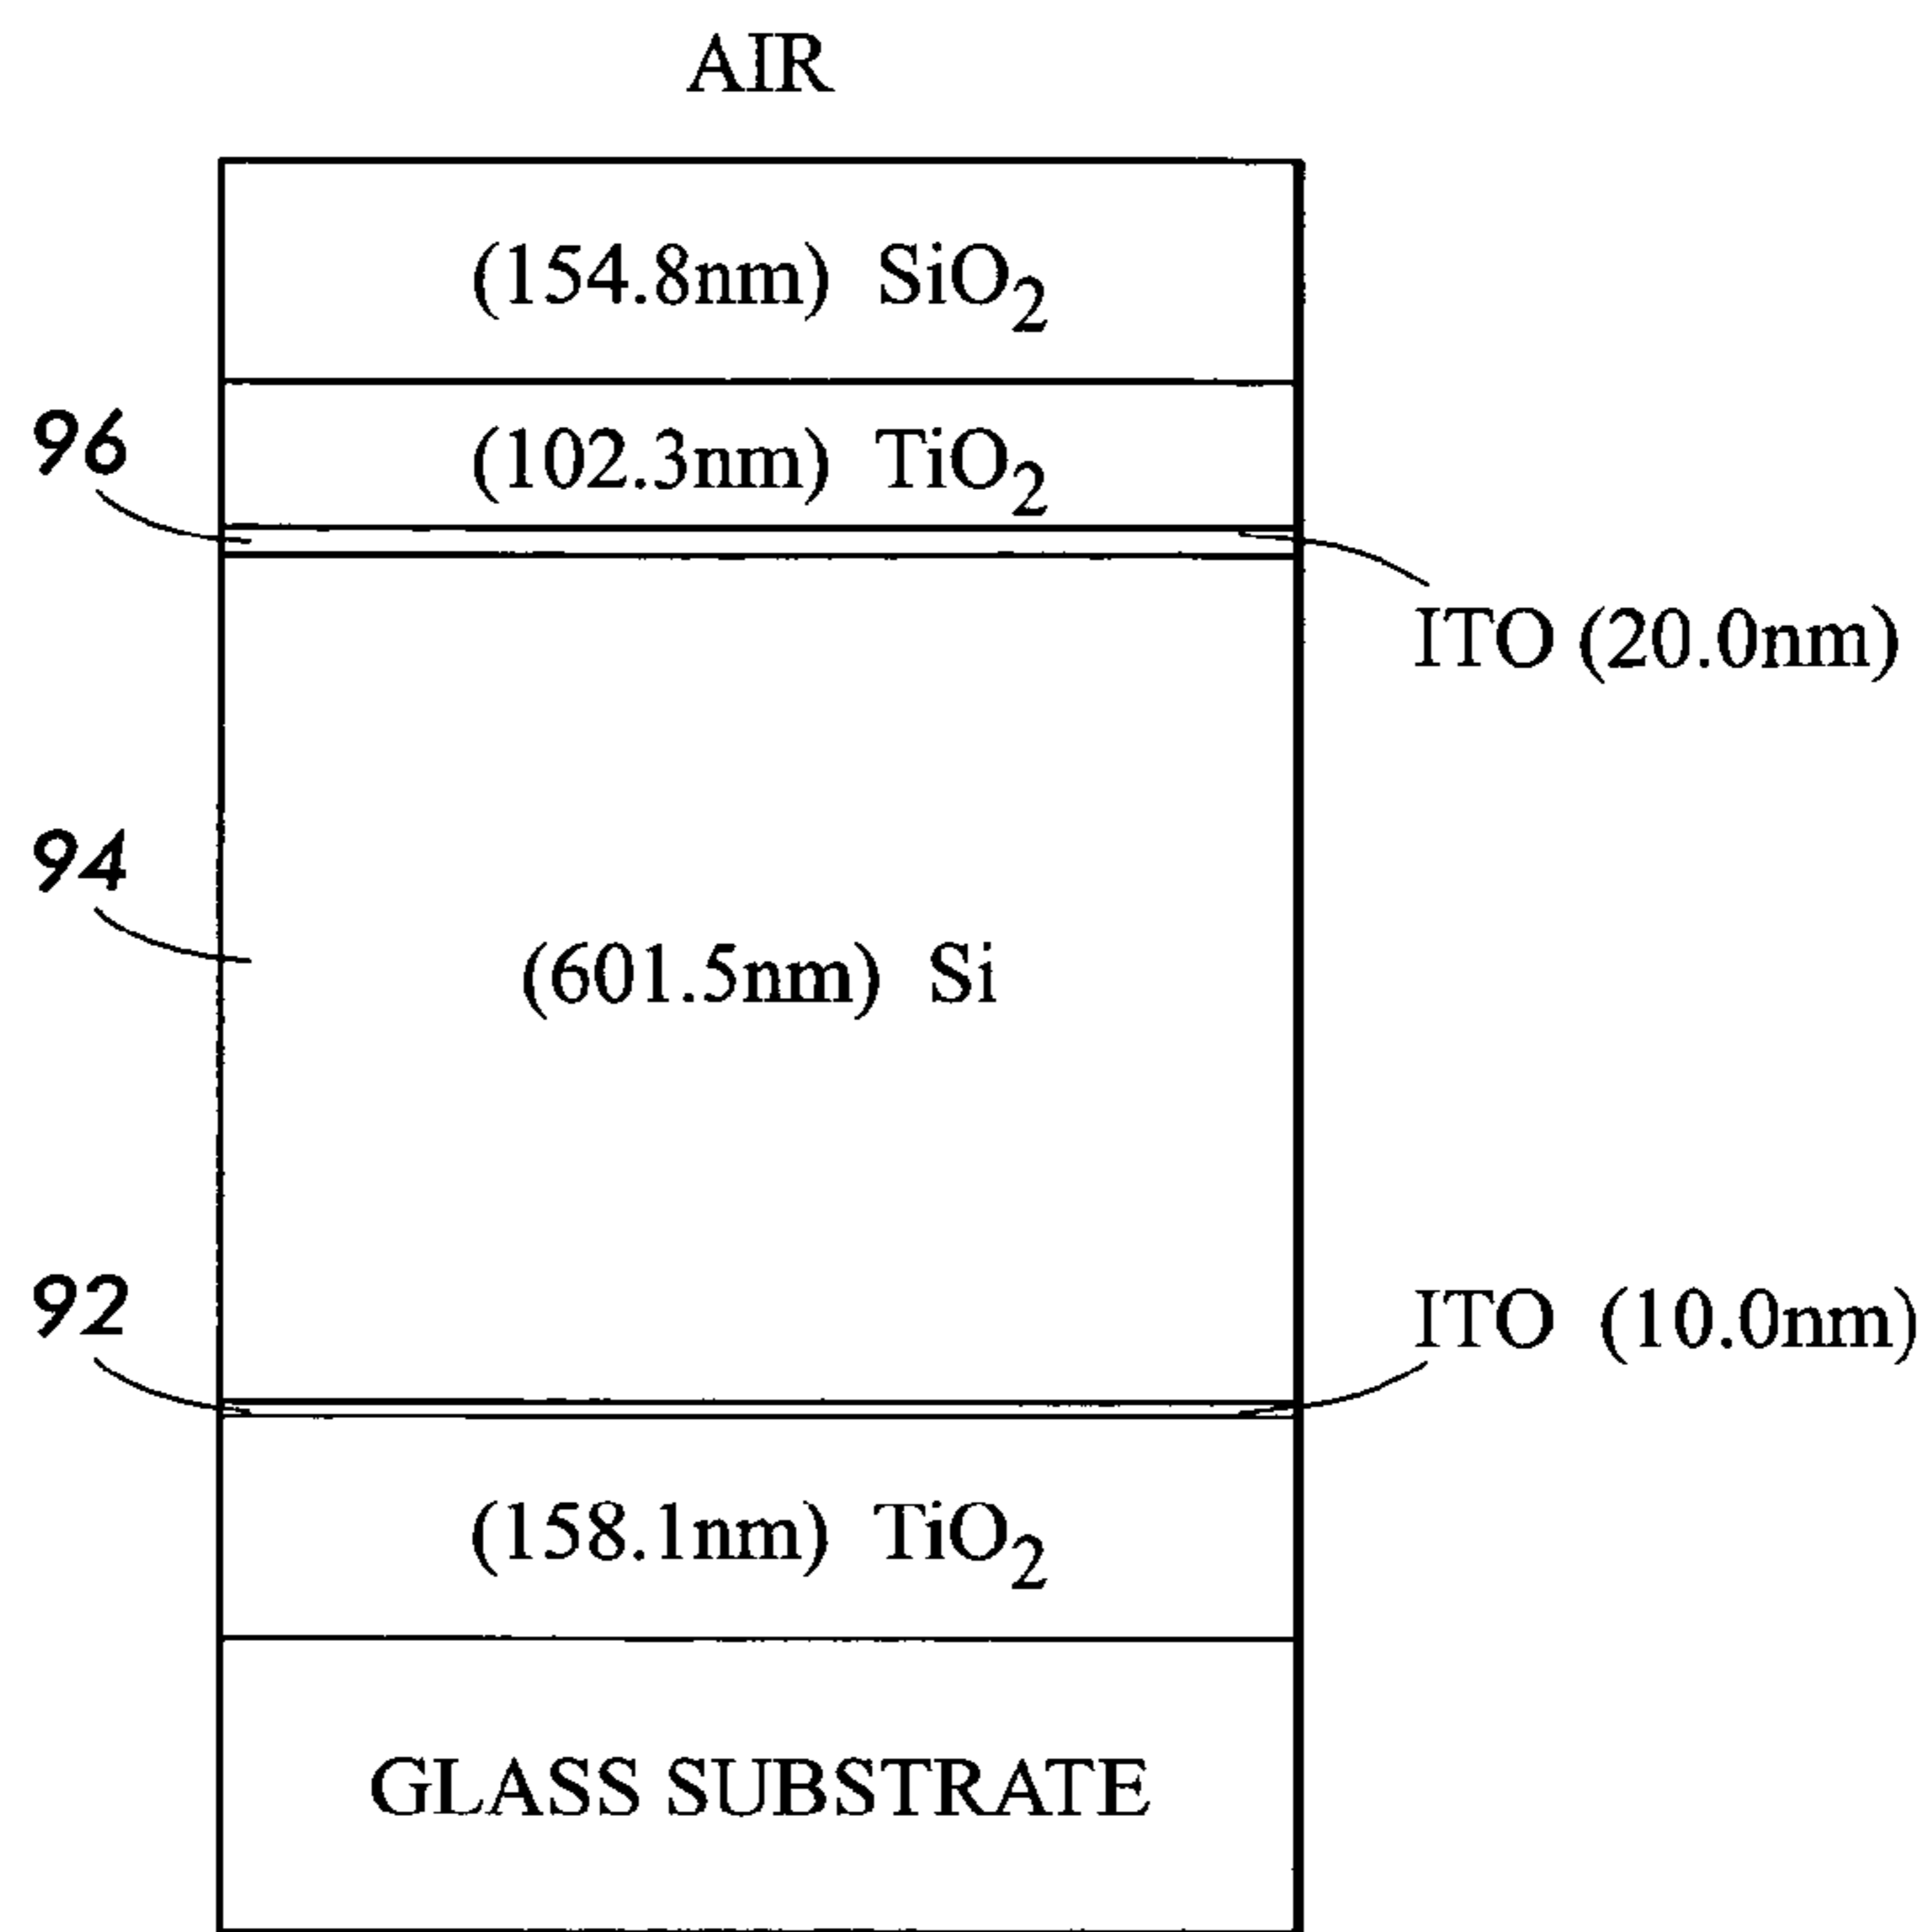 AIR
(154.8nm) SiO2
96
(102.3nm) TiO2
ITO (20.0nm)
94
(601.5nm) Si
92
ITO (10.0nm)
(158.1nm) TiO2
GLASS SUBSTRATE